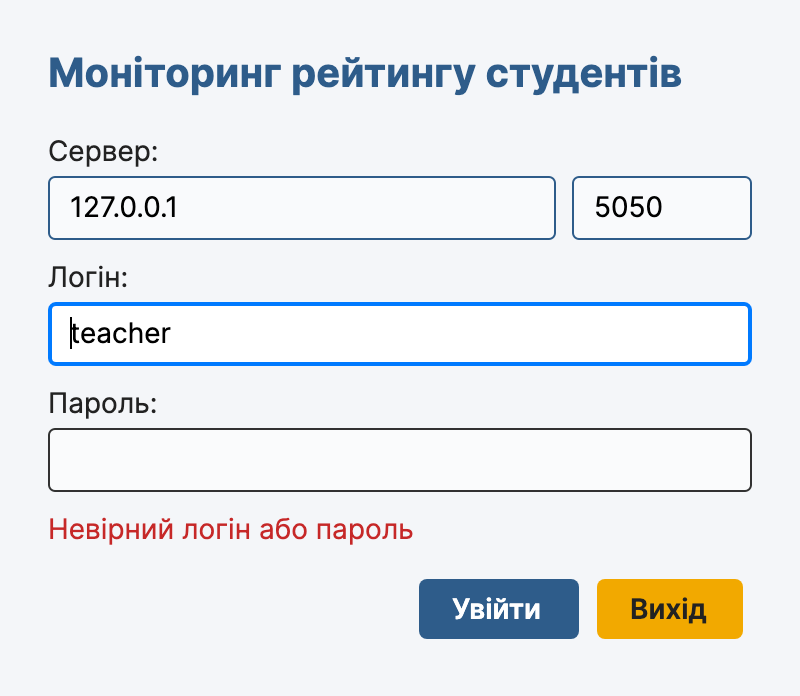 Моніторинг рейтингу студентів
Сервер:
127.0.0.1 5050
Логін:
teacher
Пароль:
Невірний логін або пароль
Увійти Вихід